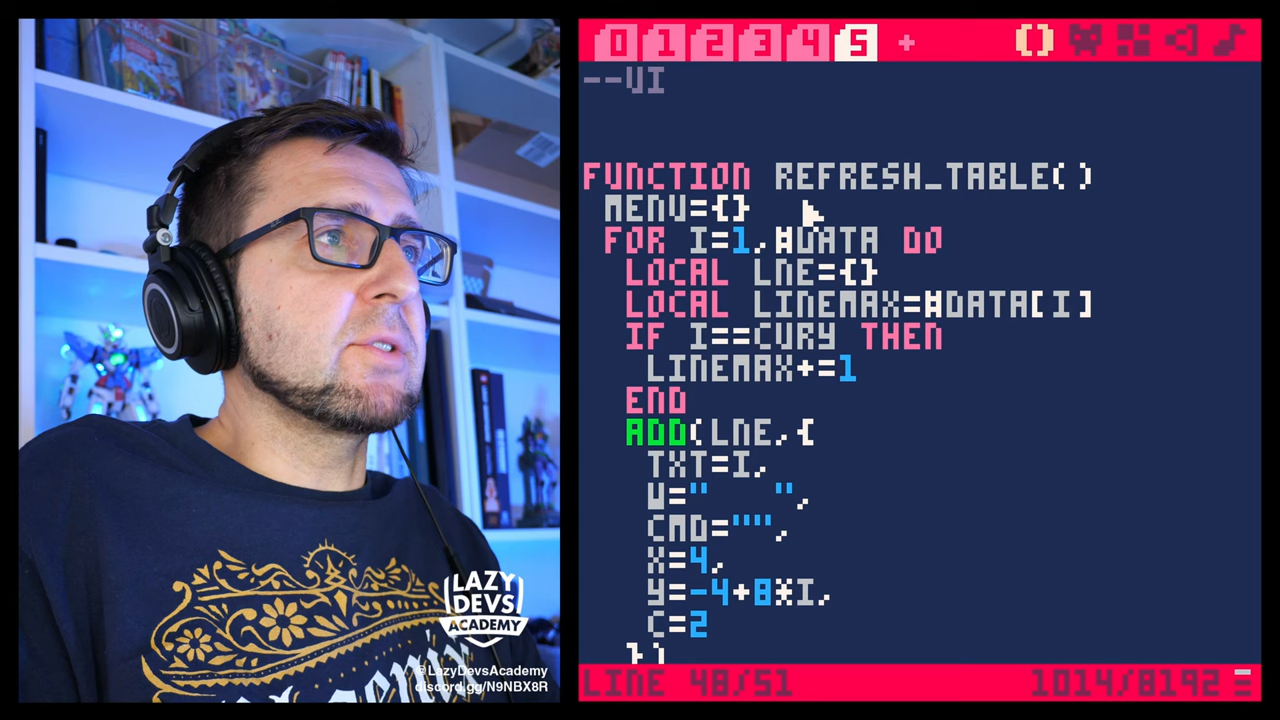 0 1 2 3 4 5 + ()
--UI
FUNCTION REFRESH_TABLE()
MENU={}
FOR I=1,#DATA DO
LOCAL LNE={}
LOCAL LINEMAX=#DATA[I]
IF I==CURY THEN
LINEMAX+=1
END
ADD(LNE,{
TXT=I,
W="   ",
CMD="",
X=4,
Y=-4+8*I,
C=2
})
LINE 48/51
1014/8192
LAZY
DEVS
ACADEMY
@LazyDevsAcademy
discord.gg/N9NBX8R